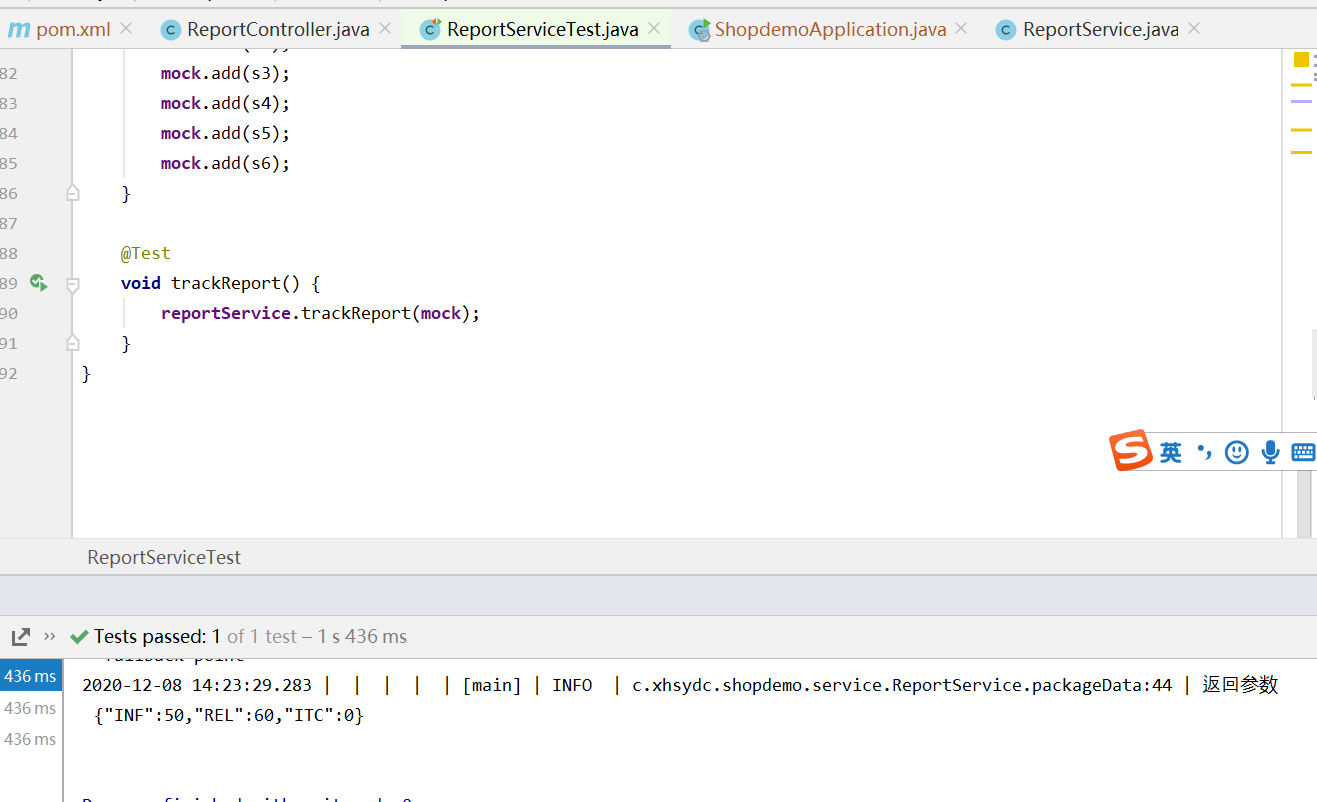 pom.xml ReportController.java ReportServiceTest.java ShopdemoApplication.java ReportService.java
82 mock.add(s3);
83 mock.add(s4);
84 mock.add(s5);
85 mock.add(s6);
86 }
87
88 @Test
89 void trackReport() {
90 reportService.trackReport(mock);
91 }
92 }
英
ReportServiceTest
Tests passed: 1 of 1 test – 1 s 436 ms
436 ms 2020-12-08 14:23:29.283 | | | | | [main] | INFO | c.xhsydc.shopdemo.service.ReportService.packageData:44 | 返回参数
436 ms {"INF":50,"REL":60,"ITC":0}
436 ms